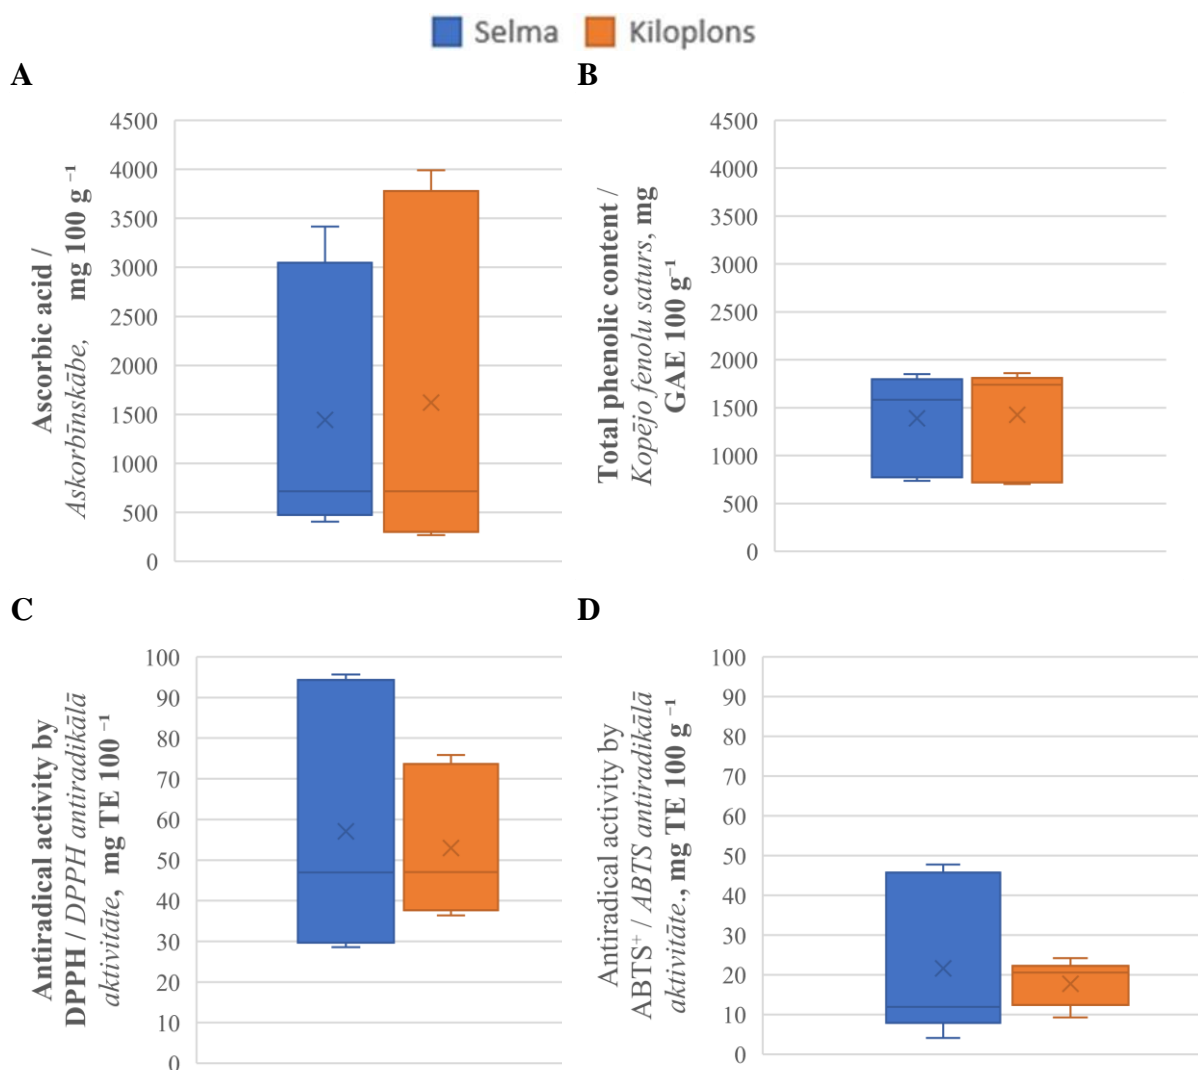 Selma Kiloplons
A
B
Ascorbic acid /
Askorbīnskābe, mg 100 g ⁻¹
4500
4000
3500
3000
2500
2000
1500
1000
500
0
Total phenolic content /
Kopējo fenolu saturs, mg
GAE 100 g⁻¹
4500
4000
3500
3000
2500
2000
1500
1000
500
0
C
D
Antiradical activity by
DPPH / DPPH antiradikālā
aktivitāte, mg TE 100 ⁻¹
100
90
80
70
60
50
40
30
20
10
0
Antiradical activity by
ABTS⁺ / ABTS antiradikālā
aktivitāte., mg TE 100 g ⁻¹
100
90
80
70
60
50
40
30
20
10
0